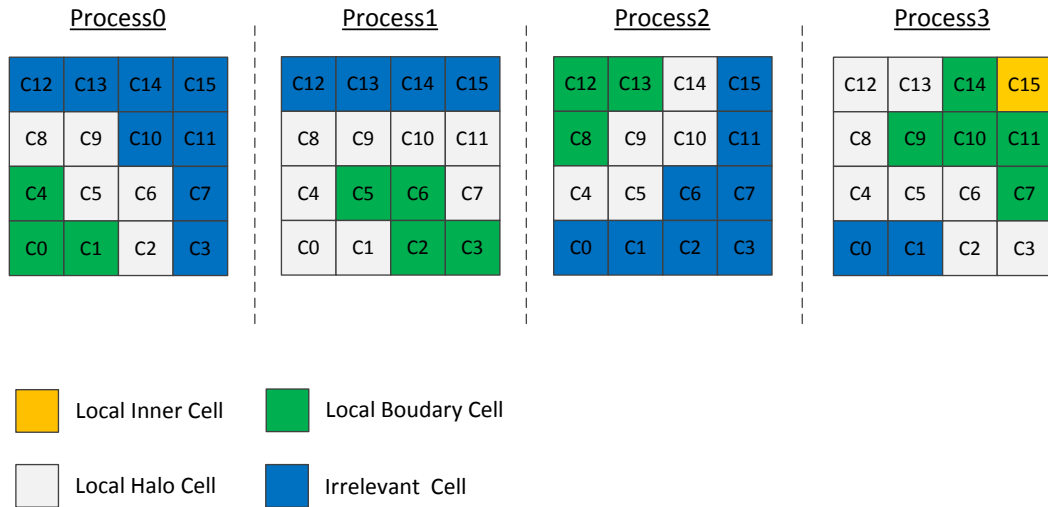 Process0 Process1 Process2 Process3
C12 C13 C14 C15 C12 C13 C14 C15 C12 C13 C14 C15 C12 C13 C14 C15
C8 C9 C10 C11 C8 C9 C10 C11 C8 C9 C10 C11 C8 C9 C10 C11
C4 C5 C6 C7 C4 C5 C6 C7 C4 C5 C6 C7 C4 C5 C6 C7
C0 C1 C2 C3 C0 C1 C2 C3 C0 C1 C2 C3 C0 C1 C2 C3
Local Inner Cell Local Boudary Cell
Local Halo Cell Irrelevant Cell